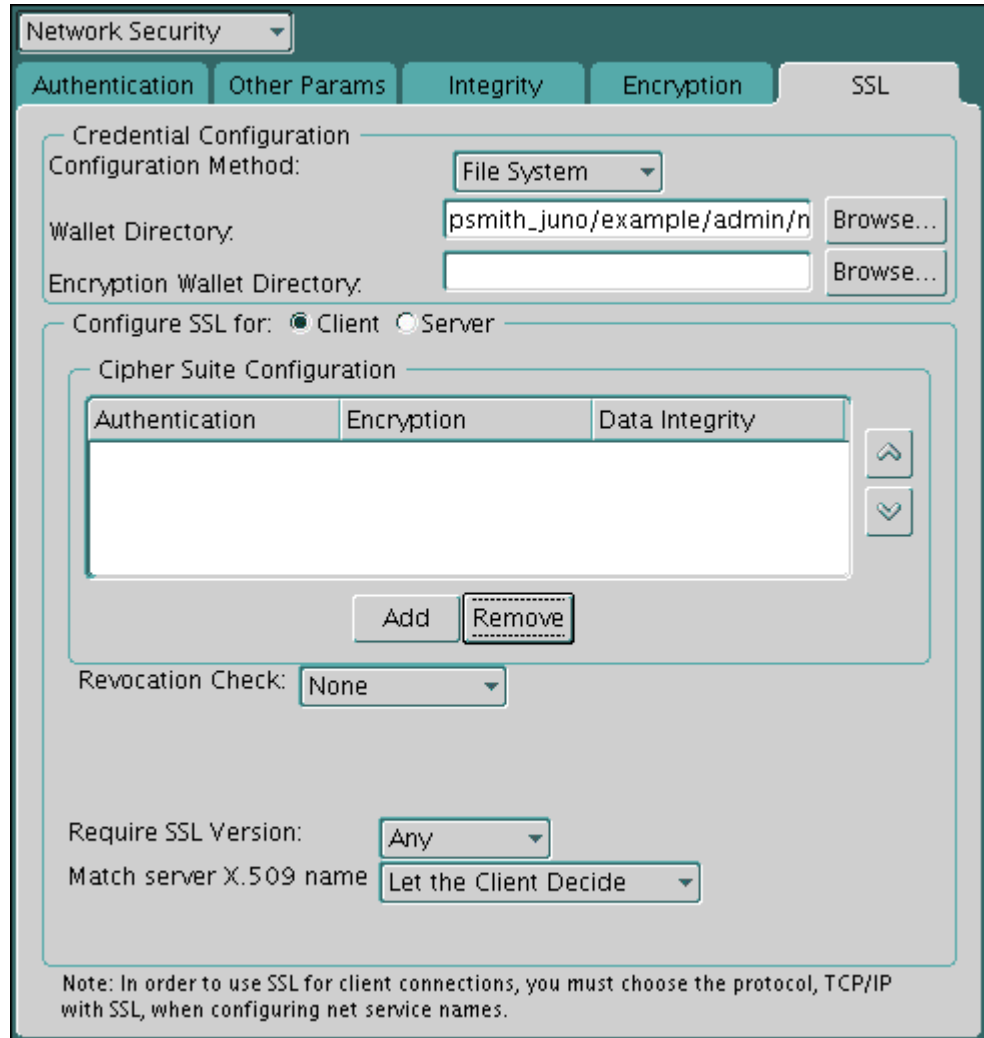 Network Security
Authentication Other Params Integrity Encryption SSL
Credential Configuration
Configuration Method: File System
Wallet Directory: psmith_juno/example/admin/n Browse...
Encryption Wallet Directory: Browse...
Configure SSL for: Client Server
Cipher Suite Configuration
Authentication Encryption Data Integrity
Add Remove
Revocation Check: None
Require SSL Version: Any
Match server X.509 name Let the Client Decide
Note: In order to use SSL for client connections, you must choose the protocol, TCP/IP
with SSL, when configuring net service names.